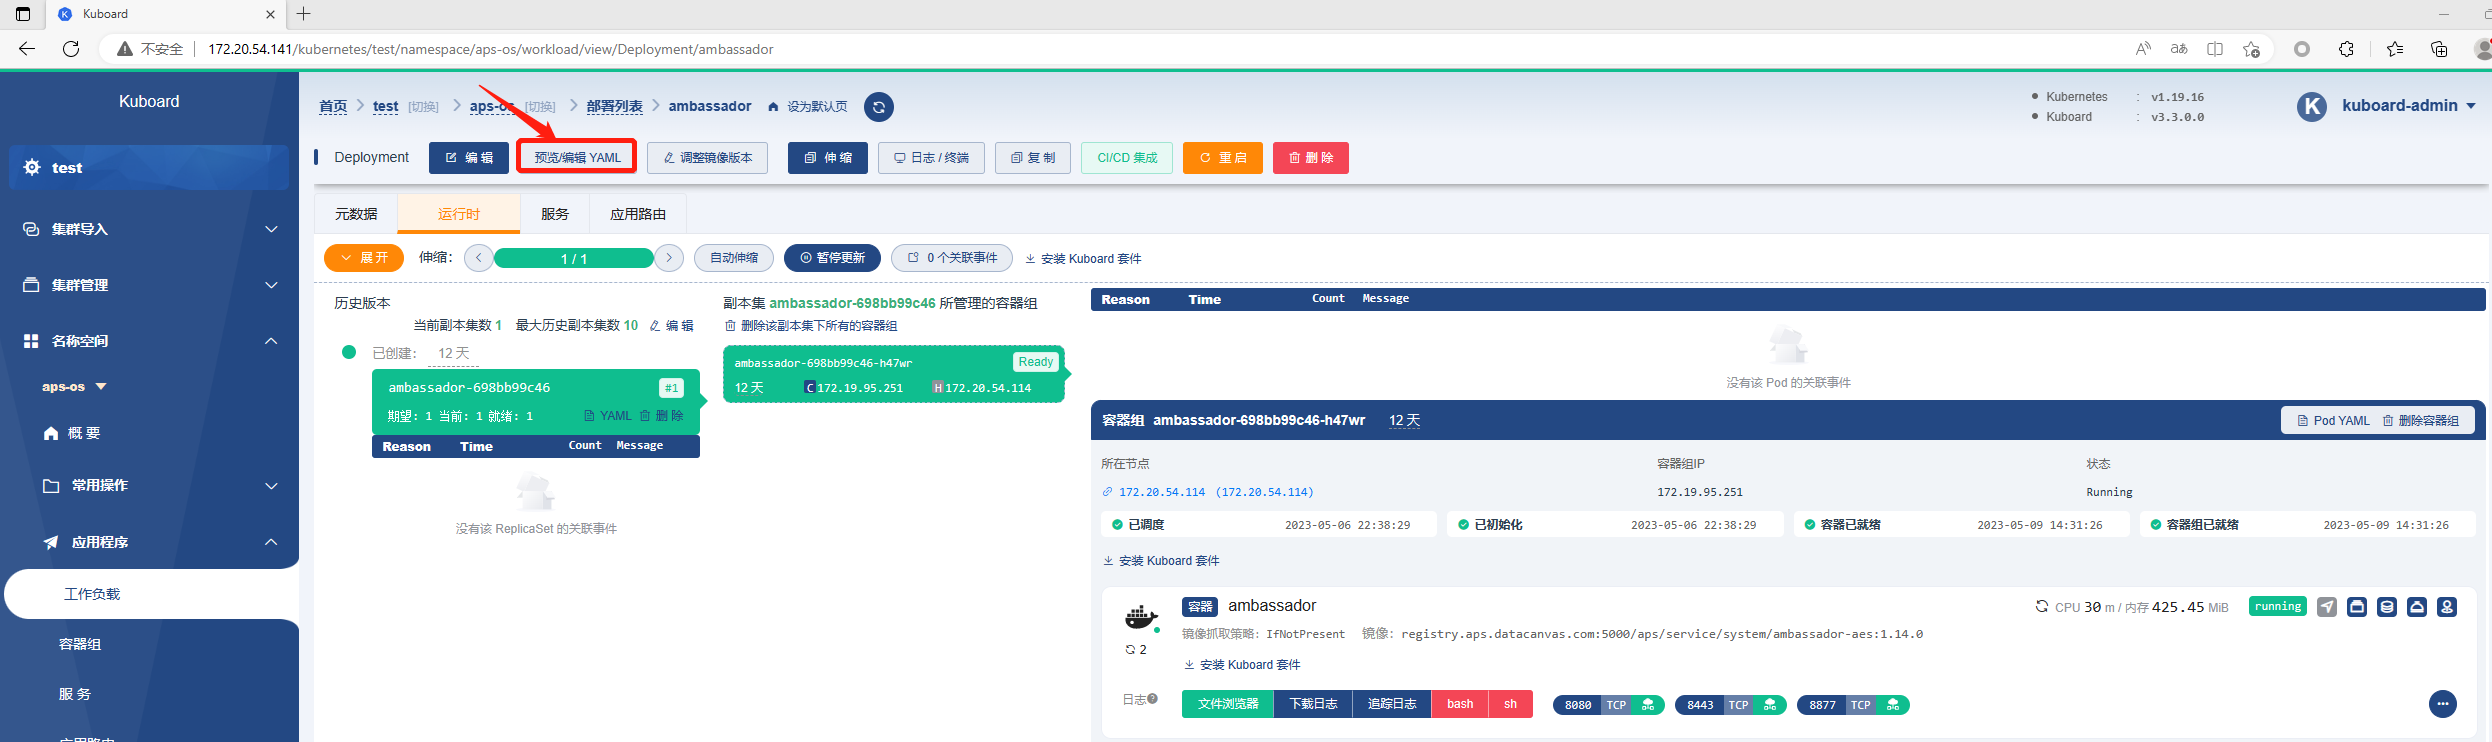 Kuboard
不安全 172.20.54.141/kubernetes/test/namespace/aps-os/workload/view/Deployment/ambassador
Kuboard
test
集群导入
集群管理
名称空间
aps-os
概 要
常用操作
应用程序
工作负载
容器组
服 务
应用路由
首页 test [切换] aps-os [切换] 部署列表 ambassador 设为默认页
Kubernetes : v1.19.16
Kuboard : v3.3.0.0
K kuboard-admin
Deployment 编 辑 预览/编辑 YAML 调整镜像版本 伸 缩 日志 / 终端 复 制 CI/CD 集成 重 启 删 除
元数据 运行时 服务 应用路由
展 开 伸缩: 1 / 1 自动伸缩 暂停更新 0 个关联事件 安装 Kuboard 套件
历史版本
当前副本集数 1 最大历史副本集数 10 编 辑
已创建: 12 天
ambassador-698bb99c46 #1
期望: 1 当前: 1 就绪: 1 YAML 删 除
Reason Time Count Message
没有该 ReplicaSet 的关联事件
副本集 ambassador-698bb99c46 所管理的容器组
删除该副本集下所有的容器组
ambassador-698bb99c46-h47wr Ready
12 天 C 172.19.95.251 H 172.20.54.114
Reason Time Count Message
没有该 Pod 的关联事件
容器组 ambassador-698bb99c46-h47wr 12 天 Pod YAML 删除容器组
所在节点 容器组IP 状态
172.20.54.114 (172.20.54.114) 172.19.95.251 Running
已调度 2023-05-06 22:38:29 已初始化 2023-05-06 22:38:29 容器已就绪 2023-05-09 14:31:26 容器组已就绪 2023-05-09 14:31:26
安装 Kuboard 套件
容器 ambassador CPU 30 m / 内存 425.45 MiB running
镜像抓取策略: IfNotPresent 镜像: registry.aps.datacanvas.com:5000/aps/service/system/ambassador-aes:1.14.0
2
安装 Kuboard 套件
日志 文件浏览器 下载日志 追踪日志 bash sh 8080 TCP 8443 TCP 8877 TCP